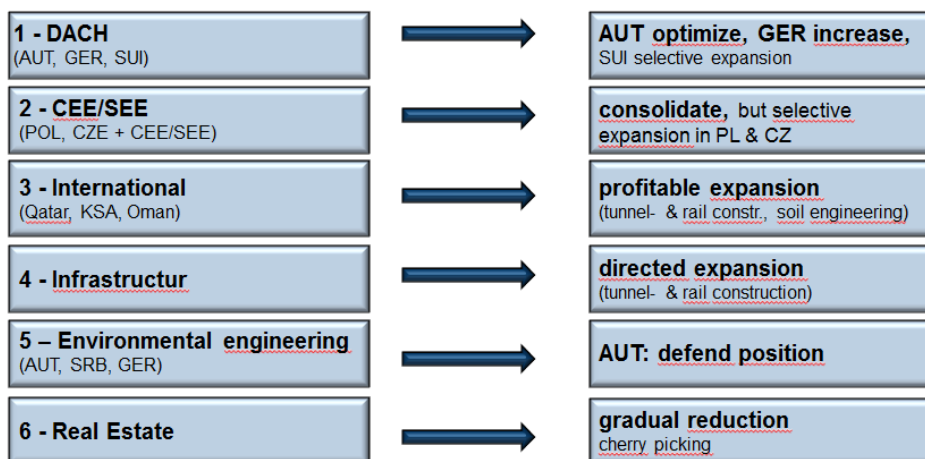 1 - DACH
(AUT, GER, SUI)
AUT optimize, GER increase,
SUI selective expansion
2 - CEE/SEE
(POL, CZE + CEE/SEE)
consolidate, but selective
expansion in PL & CZ
3 - International
(Qatar, KSA, Oman)
profitable expansion
(tunnel- & rail constr., soil engineering)
4 - Infrastructur
directed expansion
(tunnel- & rail construction)
5 – Environmental engineering
(AUT, SRB, GER)
AUT: defend position
6 - Real Estate
gradual reduction
cherry picking